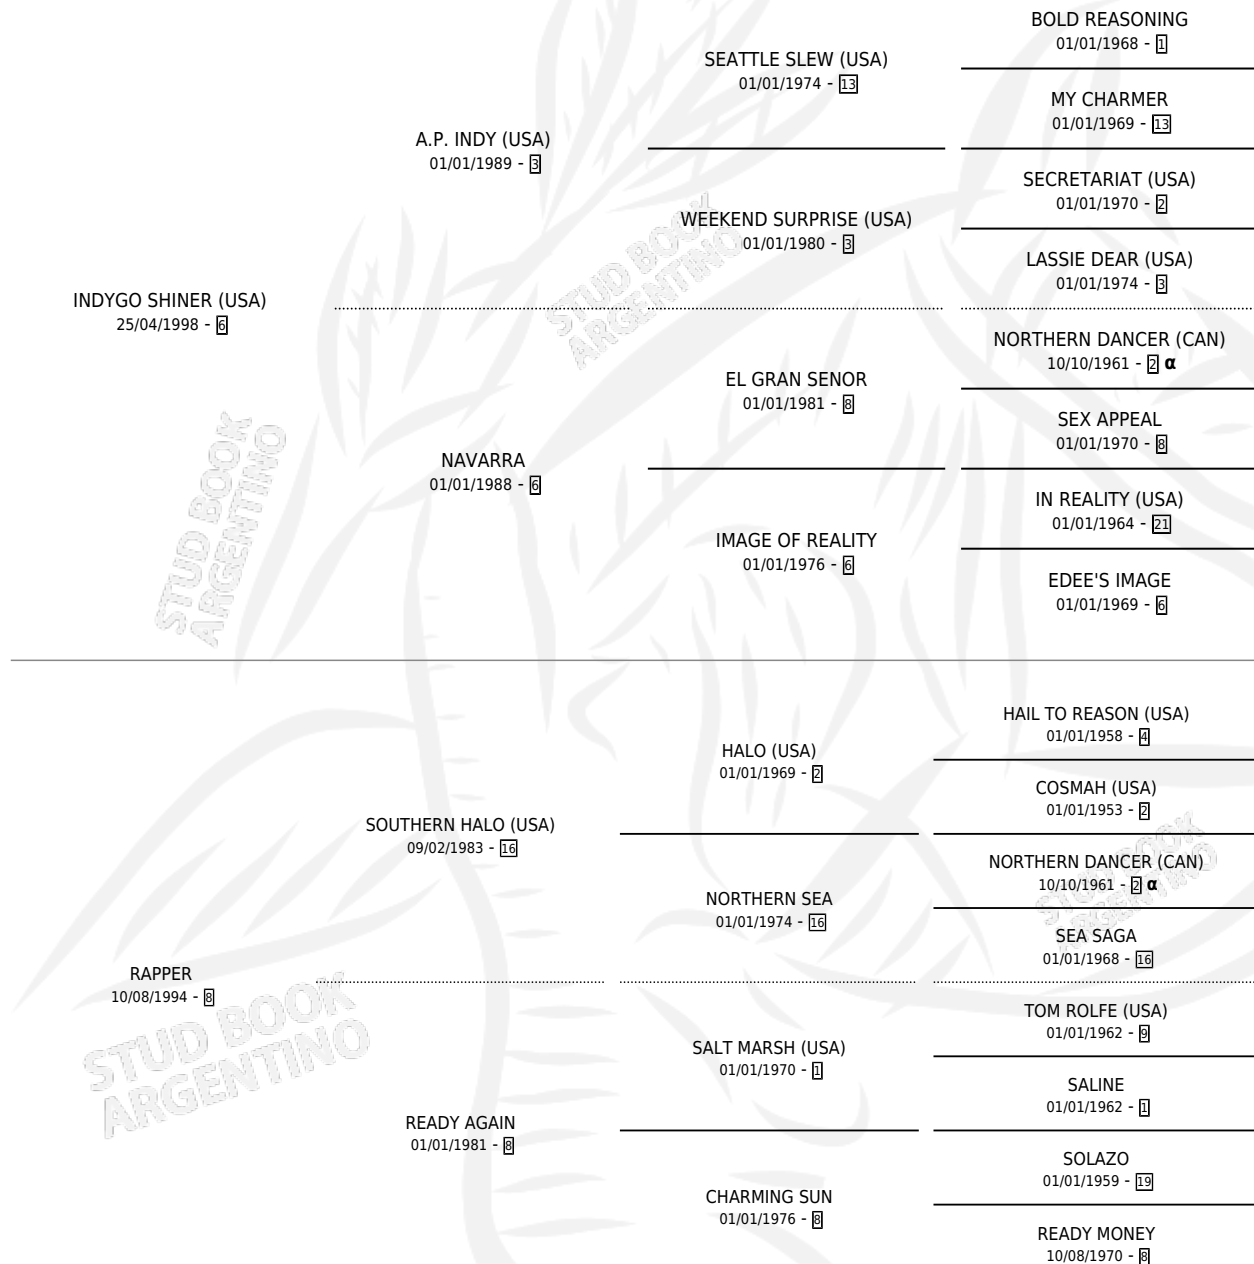 BOLD REASONING
01/01/1968 - 1
SEATTLE SLEW (USA)
01/01/1974 - 13
MY CHARMER
01/01/1969 - 13
A.P. INDY (USA)
01/01/1989 - 3
SECRETARIAT (USA)
01/01/1970 - 2
WEEKEND SURPRISE (USA)
01/01/1980 - 3
LASSIE DEAR (USA)
01/01/1974 - 3
INDYGO SHINER (USA)
25/04/1998 - 6
NORTHERN DANCER (CAN)
10/10/1961 - 2 α
EL GRAN SENOR
01/01/1981 - 8
SEX APPEAL
01/01/1970 - 8
NAVARRA
01/01/1988 - 6
IN REALITY (USA)
01/01/1964 - 21
IMAGE OF REALITY
01/01/1976 - 6
EDEE'S IMAGE
01/01/1969 - 6
HAIL TO REASON (USA)
01/01/1958 - 4
HALO (USA)
01/01/1969 - 2
COSMAH (USA)
01/01/1953 - 2
SOUTHERN HALO (USA)
09/02/1983 - 16
NORTHERN DANCER (CAN)
10/10/1961 - 2 α
NORTHERN SEA
01/01/1974 - 16
SEA SAGA
01/01/1968 - 16
RAPPER
10/08/1994 - 8
TOM ROLFE (USA)
01/01/1962 - 9
SALT MARSH (USA)
01/01/1970 - 1
SALINE
01/01/1962 - 1
READY AGAIN
01/01/1981 - 8
SOLAZO
01/01/1959 - 19
CHARMING SUN
01/01/1976 - 8
READY MONEY
10/08/1970 - 8
STUD BOOK
ARGENTINO
STUD BOOK
ARGENTINO
STUD BOOK
ARGENTINO
STUD BOOK
ARGENTINO